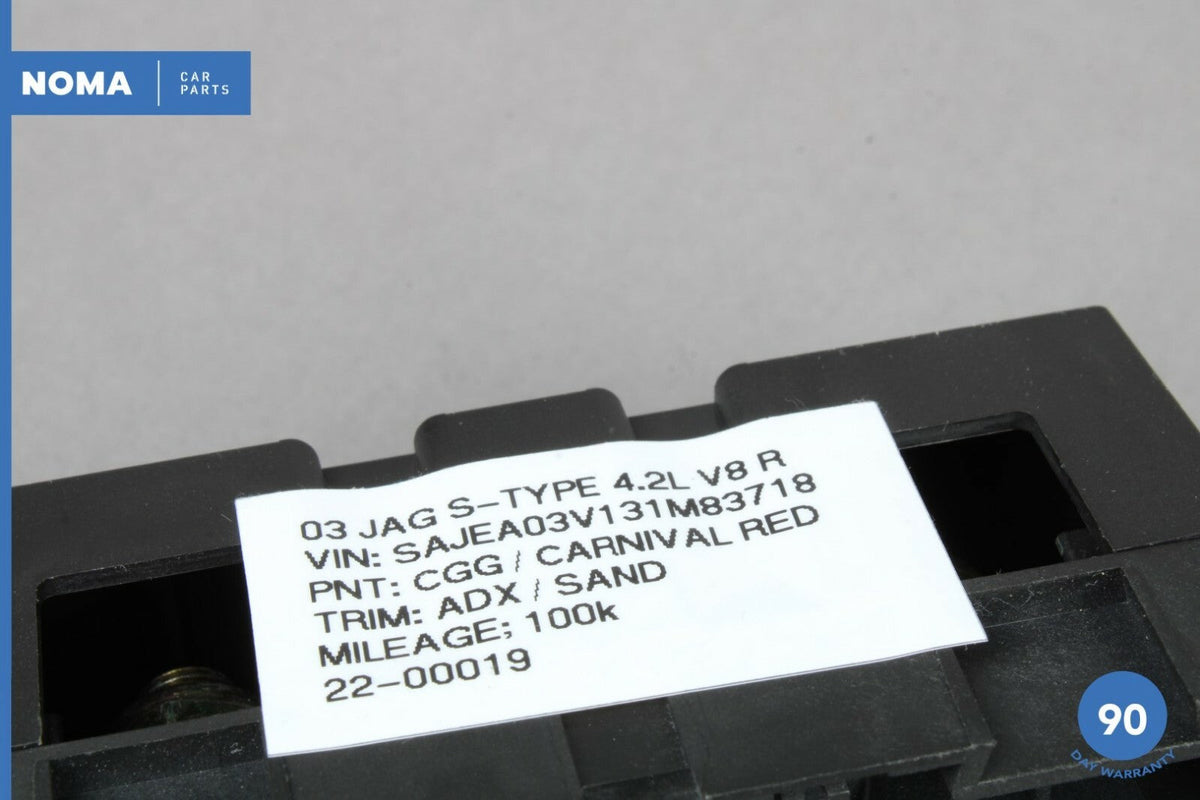 NOMA
CAR
PARTS
03 JAG S-TYPE 4.2L V8 R
VIN: SAJEA03V131M83718
PNT: CGG / CARNIVAL RED
TRIM: ADX / SAND
MILEAGE; 100k
22-00019
90
DAY WARRANTY